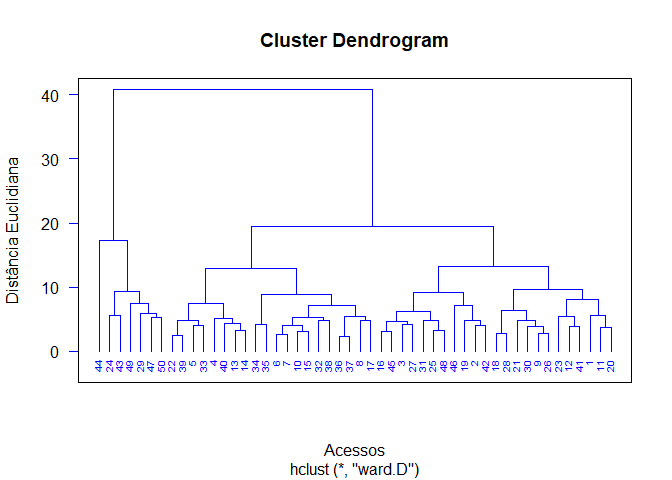 Cluster Dendrogram
Distância Euclidiana
40
30
20
10
0
44 24 43 49 29 47 50 22 39 5 33 4 40 13 14 34 35 6 7 10 15 32 38 36 37 8 17 16 45 3 27 31 25 48 46 19 2 42 18 28 21 30 9 26 23 12 41 1 11 20
Acessos
hclust (*, "ward.D")